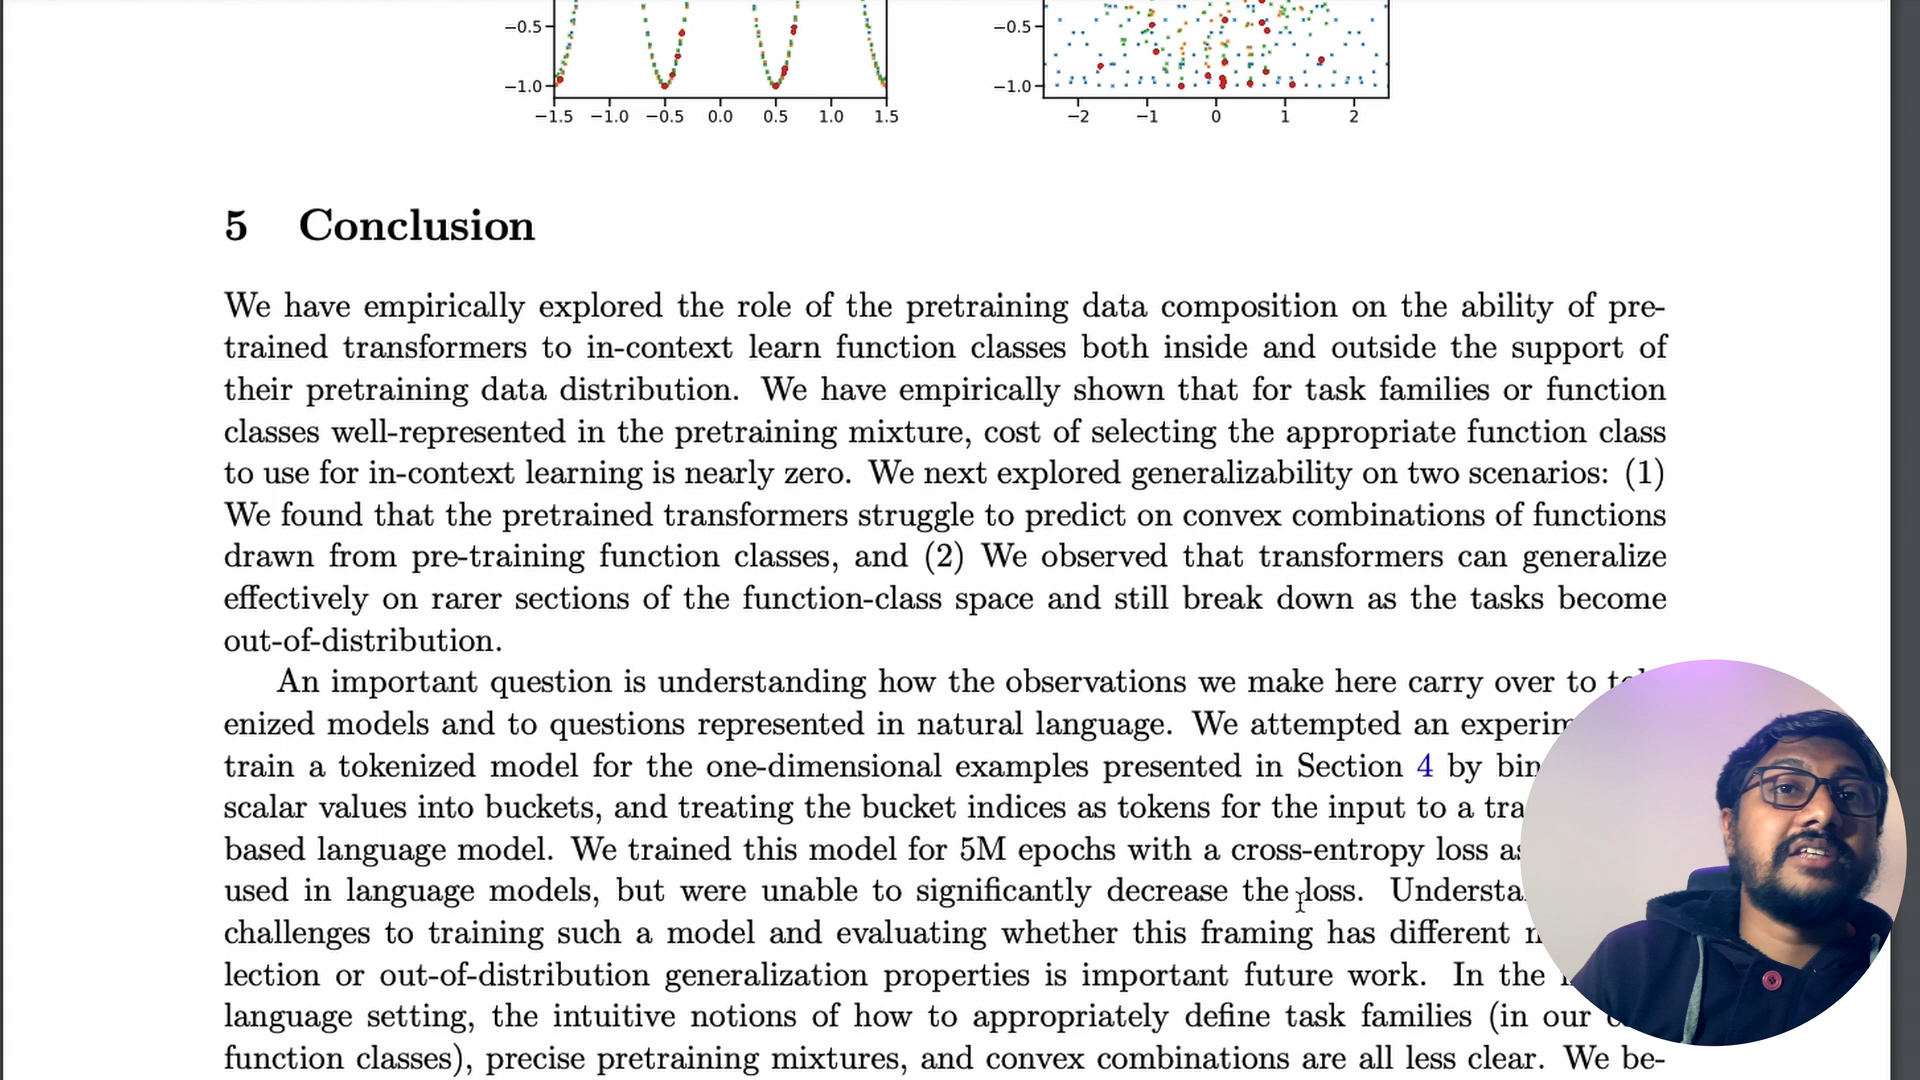 −0.5
−1.0
−1.5 −1.0 −0.5 0.0 0.5 1.0 1.5
−0.5
−1.0
−2 −1 0 1 2
5 Conclusion
We have empirically explored the role of the pretraining data composition on the ability of pre-
trained transformers to in-context learn function classes both inside and outside the support of
their pretraining data distribution. We have empirically shown that for task families or function
classes well-represented in the pretraining mixture, cost of selecting the appropriate function class
to use for in-context learning is nearly zero. We next explored generalizability on two scenarios: (1)
We found that the pretrained transformers struggle to predict on convex combinations of functions
drawn from pre-training function classes, and (2) We observed that transformers can generalize
effectively on rarer sections of the function-class space and still break down as the tasks become
out-of-distribution.
An important question is understanding how the observations we make here carry over to
enized models and to questions represented in natural language. We attempted an
train a tokenized model for the one-dimensional examples presented in Section 4 by
scalar values into buckets, and treating the bucket indices as tokens for the input to a
based language model. We trained this model for 5M epochs with a cross-entropy loss
used in language models, but were unable to significantly decrease the loss.
challenges to training such a model and evaluating whether this framing has different
lection or out-of-distribution generalization properties is important future work. In the
language setting, the intuitive notions of how to appropriately define task families (in our
function classes), precise pretraining mixtures, and convex combinations are all less clear. We be-